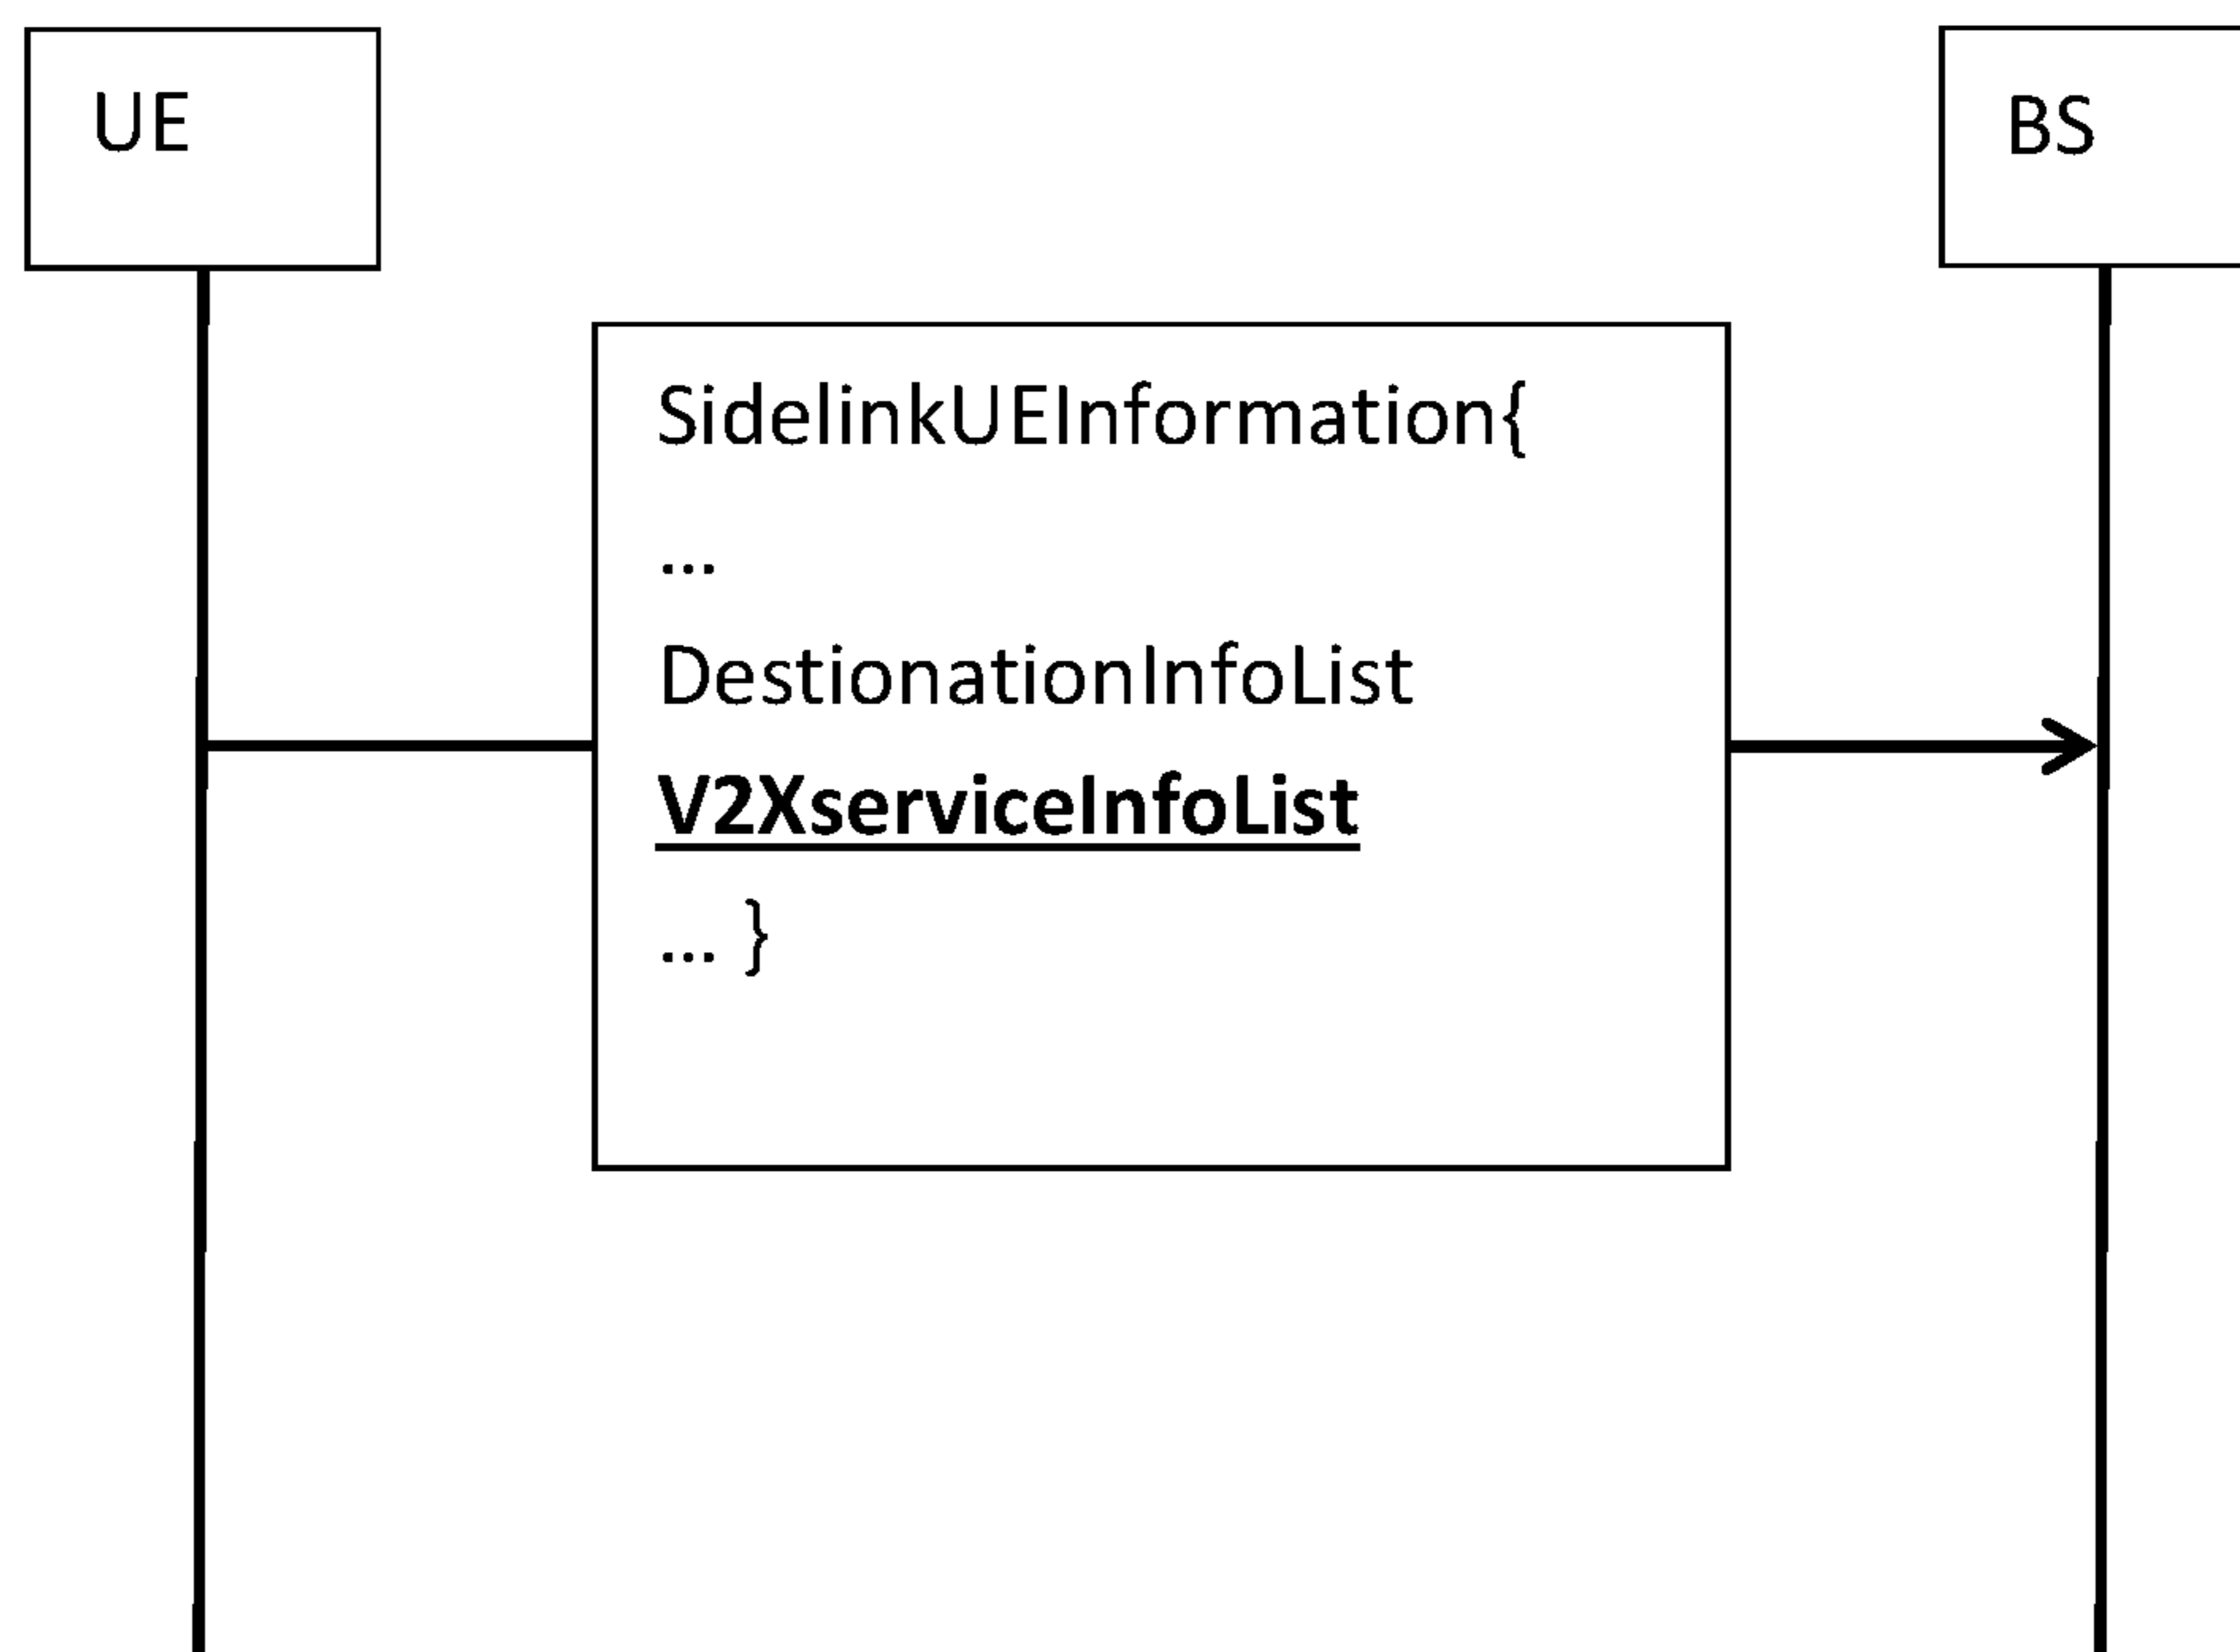 UE
BS
SidelinkUEInformation{
...
DestionationInfoList
V2XserviceInfoList
... }